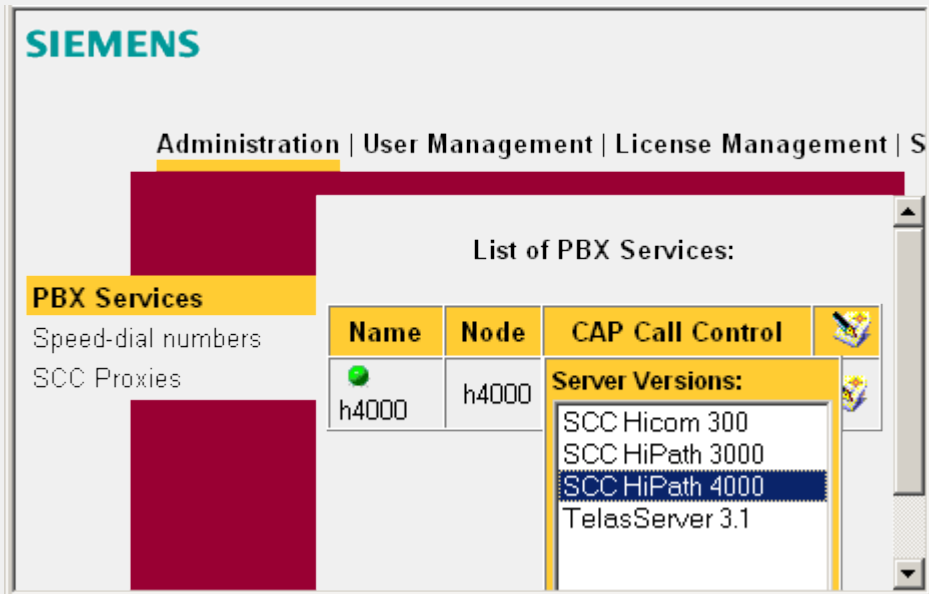 SIEMENS
Administration | User Management | License Management | S
List of PBX Services:
PBX Services
Speed-dial numbers
SCC Proxies
Name Node CAP Call Control
h4000 h4000
Server Versions:
SCC Hicom 300
SCC HiPath 3000
SCC HiPath 4000
TelasServer 3.1